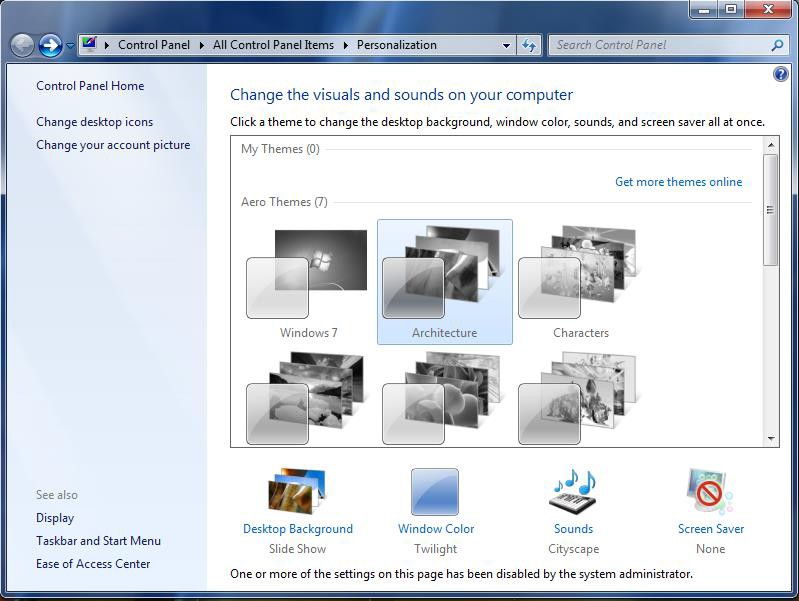 Control Panel
All Control Panel Items
Personalization
Search Control Panel
Control Panel Home
Change desktop icons
Change your account picture
See also
Display
Taskbar and Start Menu
Ease of Access Center
Change the visuals and sounds on your computer
Click a theme to change the desktop background, window color, sounds, and screen saver all at once.
My Themes (0)
Get more themes online
Aero Themes (7)
Windows 7
Architecture
Characters
Desktop Background
Slide Show
Window Color
Twilight
Sounds
Cityscape
Screen Saver
None
One or more of the settings on this page has been disabled by the system administrator.